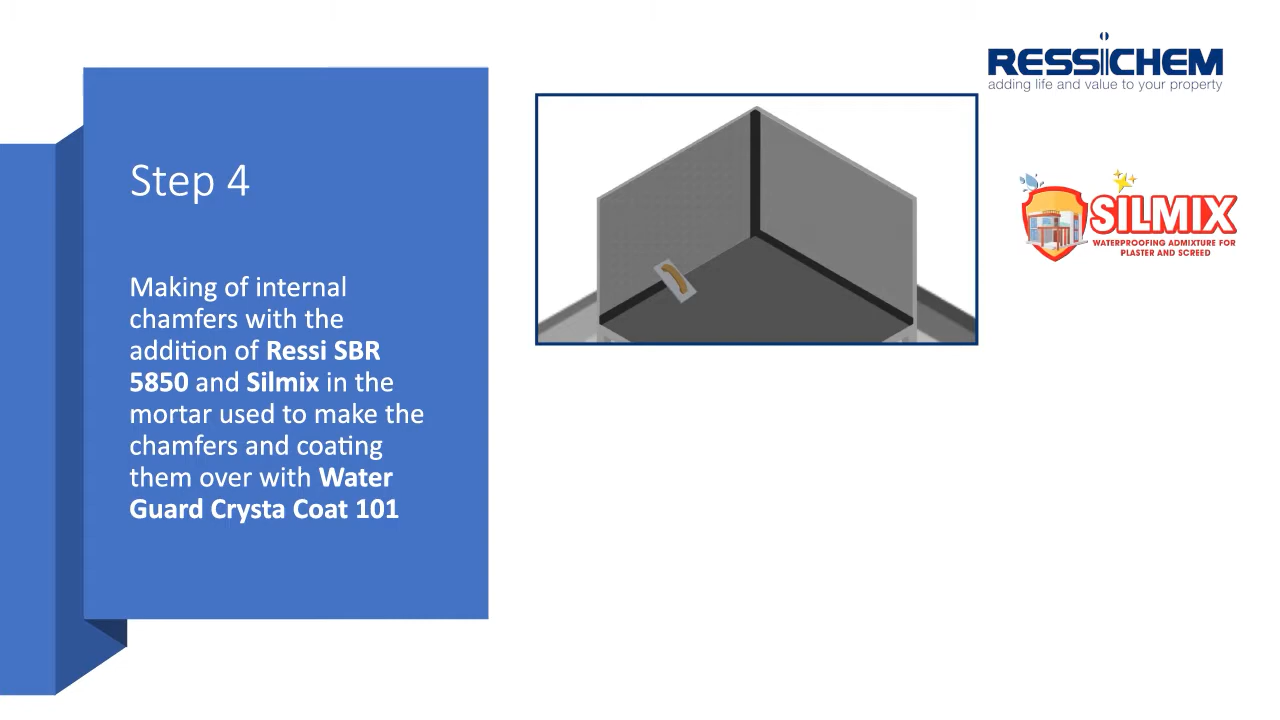 RESSICHEM
adding life and value to your property
Step 4
SILMIX
WATERPROOFING ADMIXTURE FOR
PLASTER AND SCREED
Making of internal
chamfers with the
addition of Ressi SBR
5850 and Silmix in the
mortar used to make the
chamfers and coating
them over with Water
Guard Crysta Coat 101